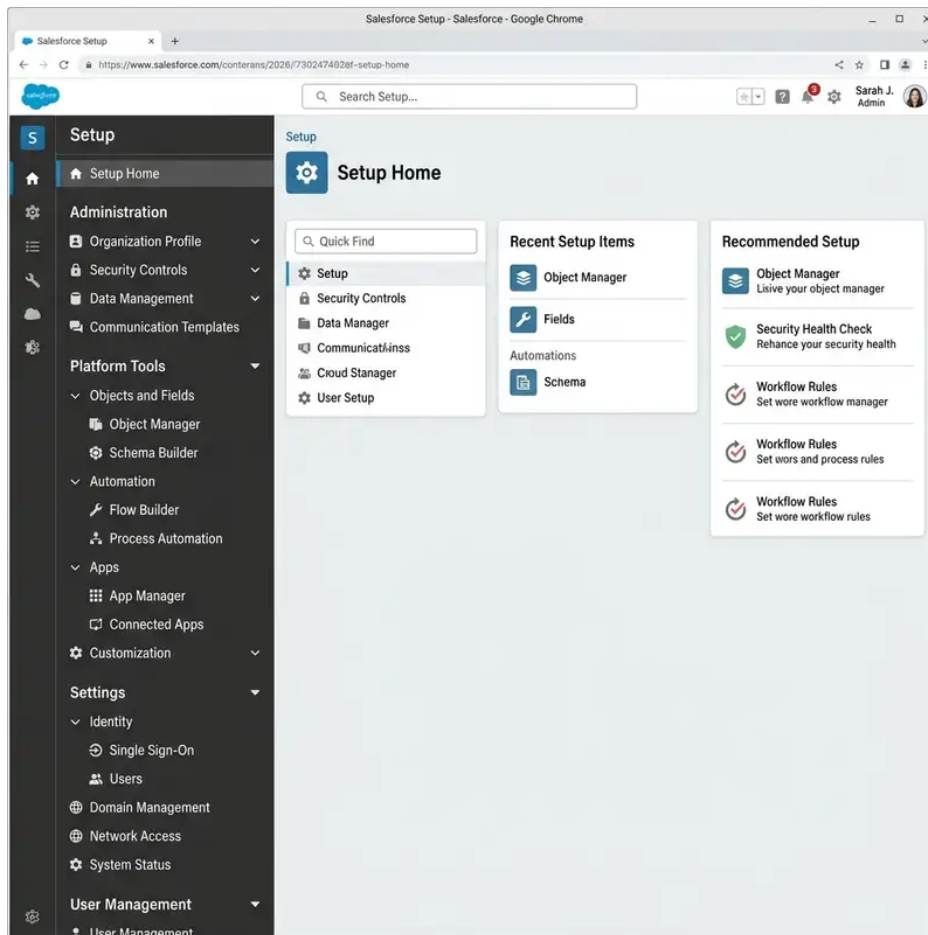 Salesforce Setup - Salesforce - Google Chrome
Salesforce Setup
https://www.salesforce.com/conterans/2026/7302474028f-setup-home
salesforce
Search Setup...
3
Sarah J.
Admin
S
Setup
Setup Home
Administration
Organization Profile
Security Controls
Data Management
Communication Templates
Platform Tools
Objects and Fields
Object Manager
Schema Builder
Automation
Flow Builder
Process Automation
Apps
App Manager
Connected Apps
Customization
Settings
Identity
Single Sign-On
Users
Domain Management
Network Access
System Status
User Management
User Management
Setup
Setup Home
Quick Find
Setup
Security Controls
Data Manager
Cloud Stanager
User Setup
Recent Setup Items
Object Manager
Fields
Automations
Schema
Recommended Setup
Object Manager
Lisive your object manager
Security Health Check
Rehance your security health
Workflow Rules
Set wore workflow manager
Workflow Rules
Set wors and process rules
Workflow Rules
Set wore workflow rules